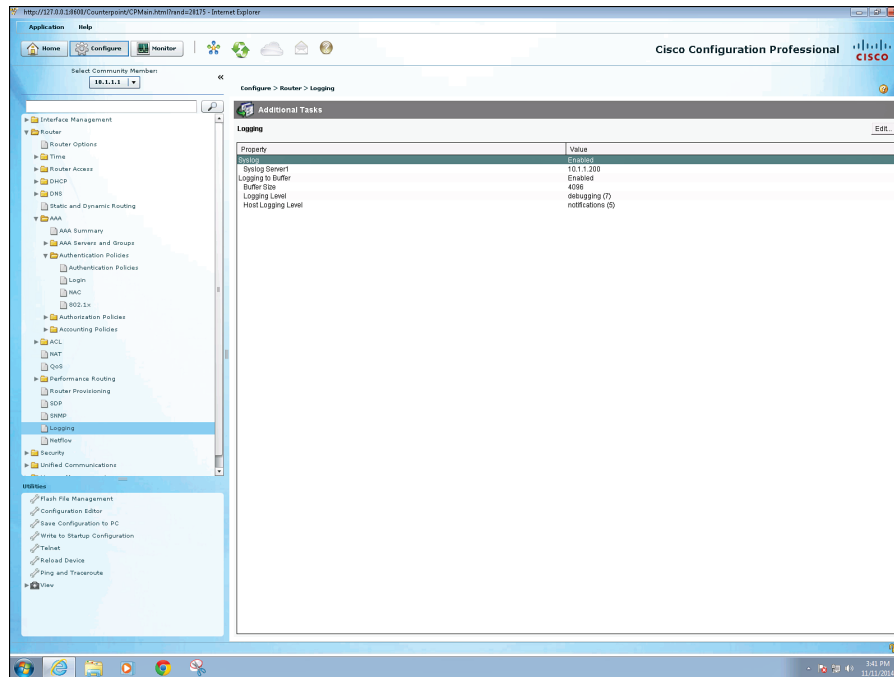 http://127.0.0.1:8600/Counterpoint/CPMain.html?rand=28175 - Internet Explorer
Application Help
Home Configure Monitor
Cisco Configuration Professional
CISCO
Select Community Member:
10.1.1.1
«
Configure > Router > Logging
Additional Tasks
Logging
Edit...
Property Value
Syslog Enabled
Syslog Server1 10.1.1.200
Logging to Buffer Enabled
Buffer Size 4096
Logging Level debugging (7)
Host Logging Level notifications (5)
Interface Management
Router
Router Options
Time
Router Access
DHCP
DNS
Static and Dynamic Routing
AAA
AAA Summary
AAA Servers and Groups
Authentication Policies
Authentication Policies
Login
NAC
802.1x
Authorization Policies
Accounting Policies
ACL
NAT
QoS
Performance Routing
Router Provisioning
SDP
SNMP
Logging
Netflow
Security
Unified Communications
Utilities
Flash File Management
Configuration Editor
Save Configuration to PC
Write to Startup Configuration
Telnet
Reload Device
Ping and Traceroute
View
3:41 PM
11/11/2014